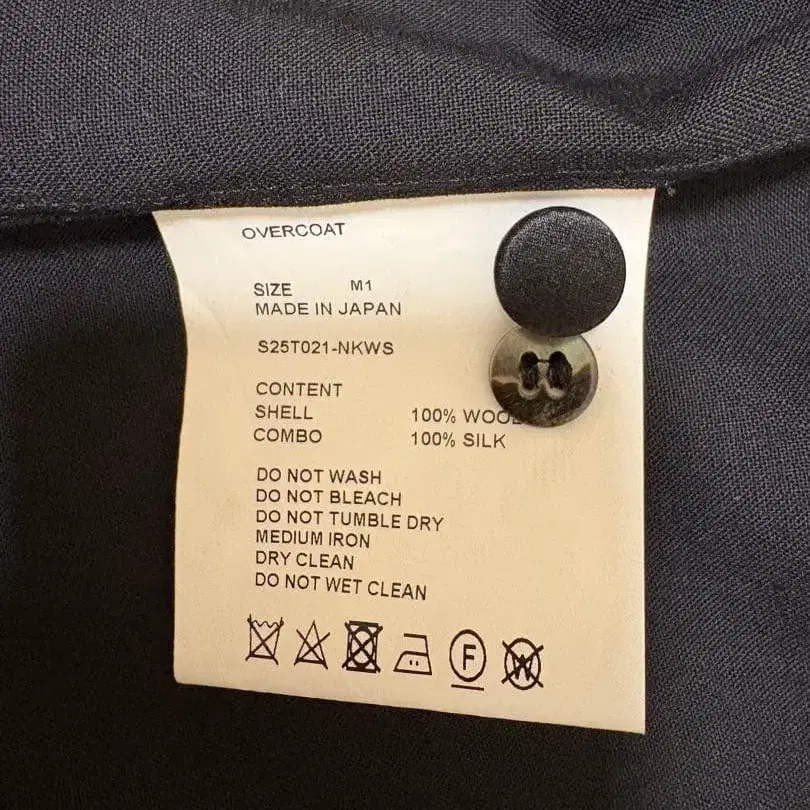 OVERCOAT
SIZE M1
MADE IN JAPAN
S25T021-NKWS
CONTENT
SHELL 100% WOOL
COMBO 100% SILK
DO NOT WASH
DO NOT BLEACH
DO NOT TUMBLE DRY
MEDIUM IRON
DRY CLEAN
DO NOT WET CLEAN
F W